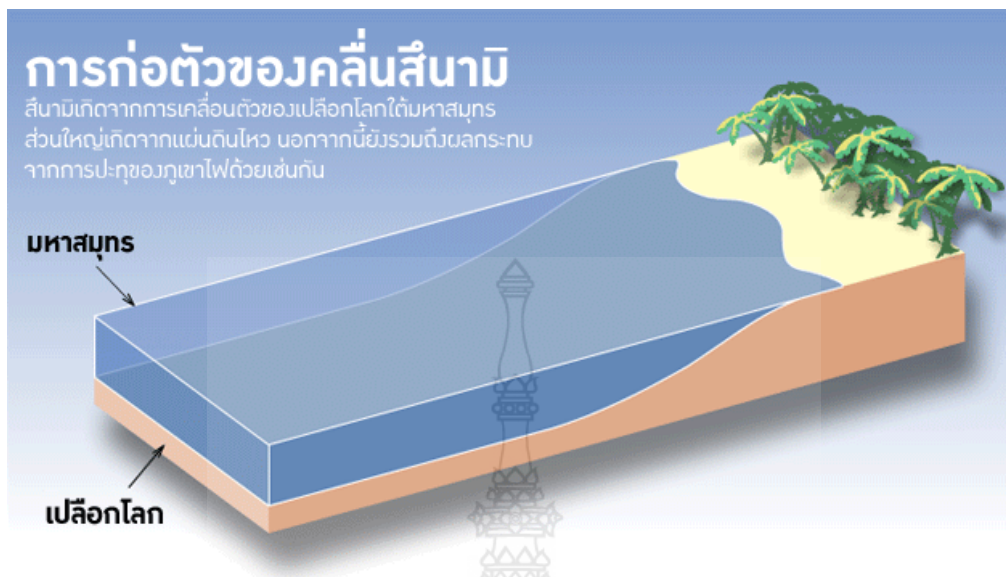 การก่อตัวของคลื่นสึนามิ
สึนามิเกิดจากการเคลื่อนตัวของเปลือกโลกใต้มหาสมุทร
ส่วนใหญ่เกิดจากแผ่นดินไหว นอกจากนี้ยังรวมถึงผลกระทบ
จากการปะทุของภูเขาไฟด้วยเช่นกัน
มหาสมุทร
เปลือกโลก